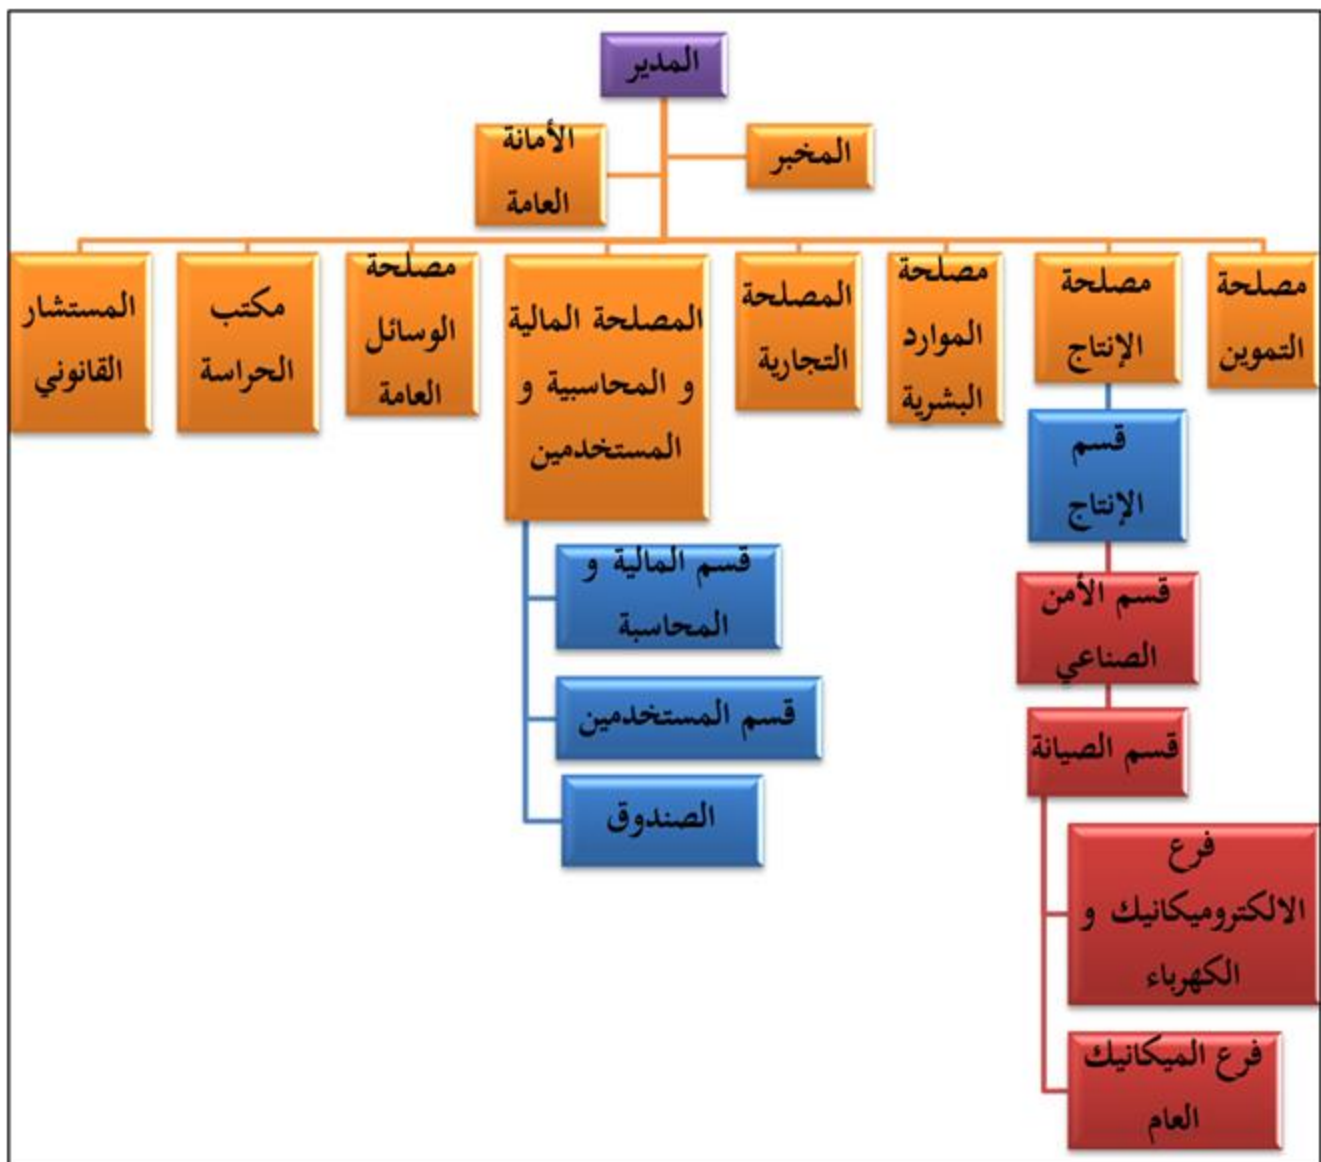 المدير
المخبر
الأمانة
العامة
مصلحة
التموين
مصلحة
الإنتاج
مصلحة
الموارد
البشرية
المصلحة
التجارية
المصلحة المالية
و المحاسبية و
المستخدمين
مصلحة
الوسائل
العامة
مكتب
الحراسة
المستشار
القانوني
قسم
الإنتاج
قسم الأمن
الصناعي
قسم الصيانة
فرع
الالكتروميكانيك و
الكهرباء
فرع الميكانيك
العام
قسم المالية و
المحاسبة
قسم المستخدمين
الصندوق